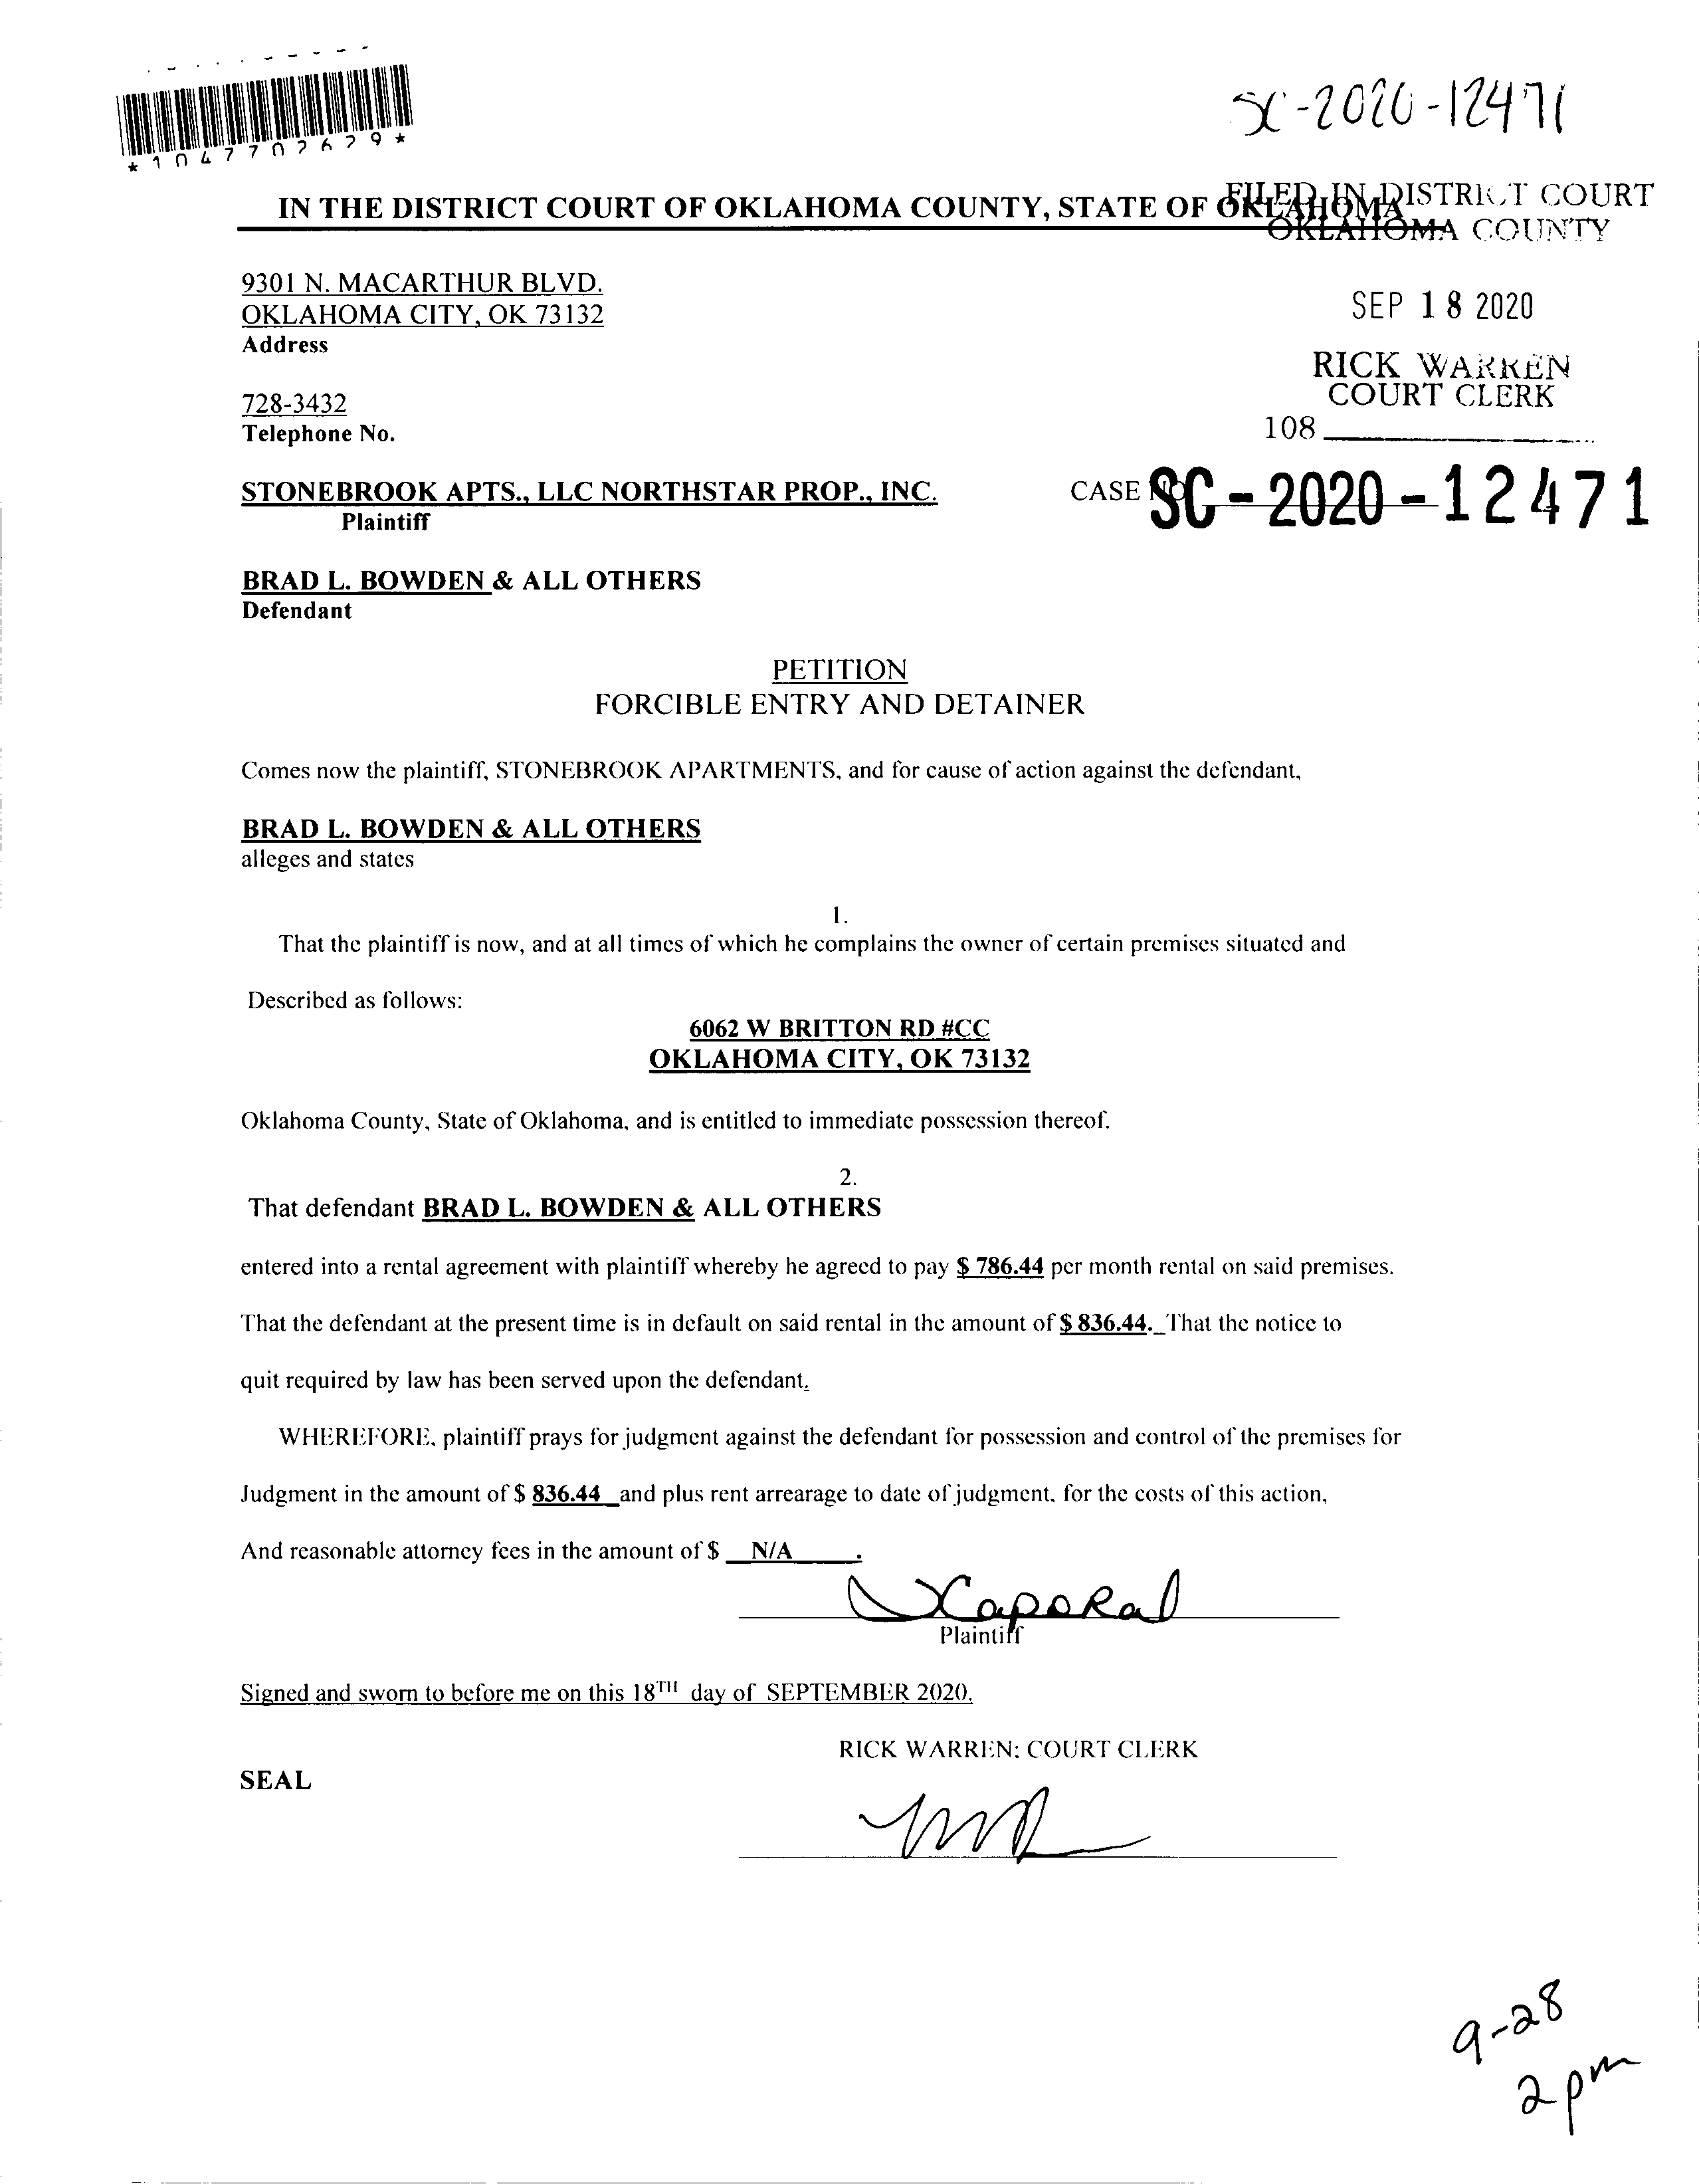 SC-2020-12471
*1047702629*
IN THE DISTRICT COURT OF OKLAHOMA COUNTY, STATE OF OKLAHOMA
FILED IN DISTRICT COURT
OKLAHOMA COUNTY
9301 N. MACARTHUR BLVD.
OKLAHOMA CITY, OK 73132
Address
SEP 18 2020
RICK WARREN
COURT CLERK
108
728-3432
Telephone No.
STONEBROOK APTS., LLC NORTHSTAR PROP., INC.
Plaintiff
CASE NO. SC-2020-12471
BRAD L. BOWDEN & ALL OTHERS
Defendant
PETITION
FORCIBLE ENTRY AND DETAINER
Comes now the plaintiff, STONEBROOK APARTMENTS, and for cause of action against the defendant,
BRAD L. BOWDEN & ALL OTHERS
alleges and states
1.
That the plaintiff is now, and at all times of which he complains the owner of certain premises situated and
Described as follows:
6062 W BRITTON RD #CC
OKLAHOMA CITY, OK 73132
Oklahoma County, State of Oklahoma, and is entitled to immediate possession thereof.
2.
That defendant BRAD L. BOWDEN & ALL OTHERS
entered into a rental agreement with plaintiff whereby he agreed to pay $ 786.44 per month rental on said premises.
That the defendant at the present time is in default on said rental in the amount of $ 836.44. That the notice to
quit required by law has been served upon the defendant.
WHEREFORE, plaintiff prays for judgment against the defendant for possession and control of the premises for
Judgment in the amount of $ 836.44 and plus rent arrearage to date of judgment, for the costs of this action,
And reasonable attorney fees in the amount of $ N/A .
Plaintiff
Signed and sworn to before me on this 18TH day of SEPTEMBER 2020.
RICK WARREN: COURT CLERK
SEAL
9-28
2pm